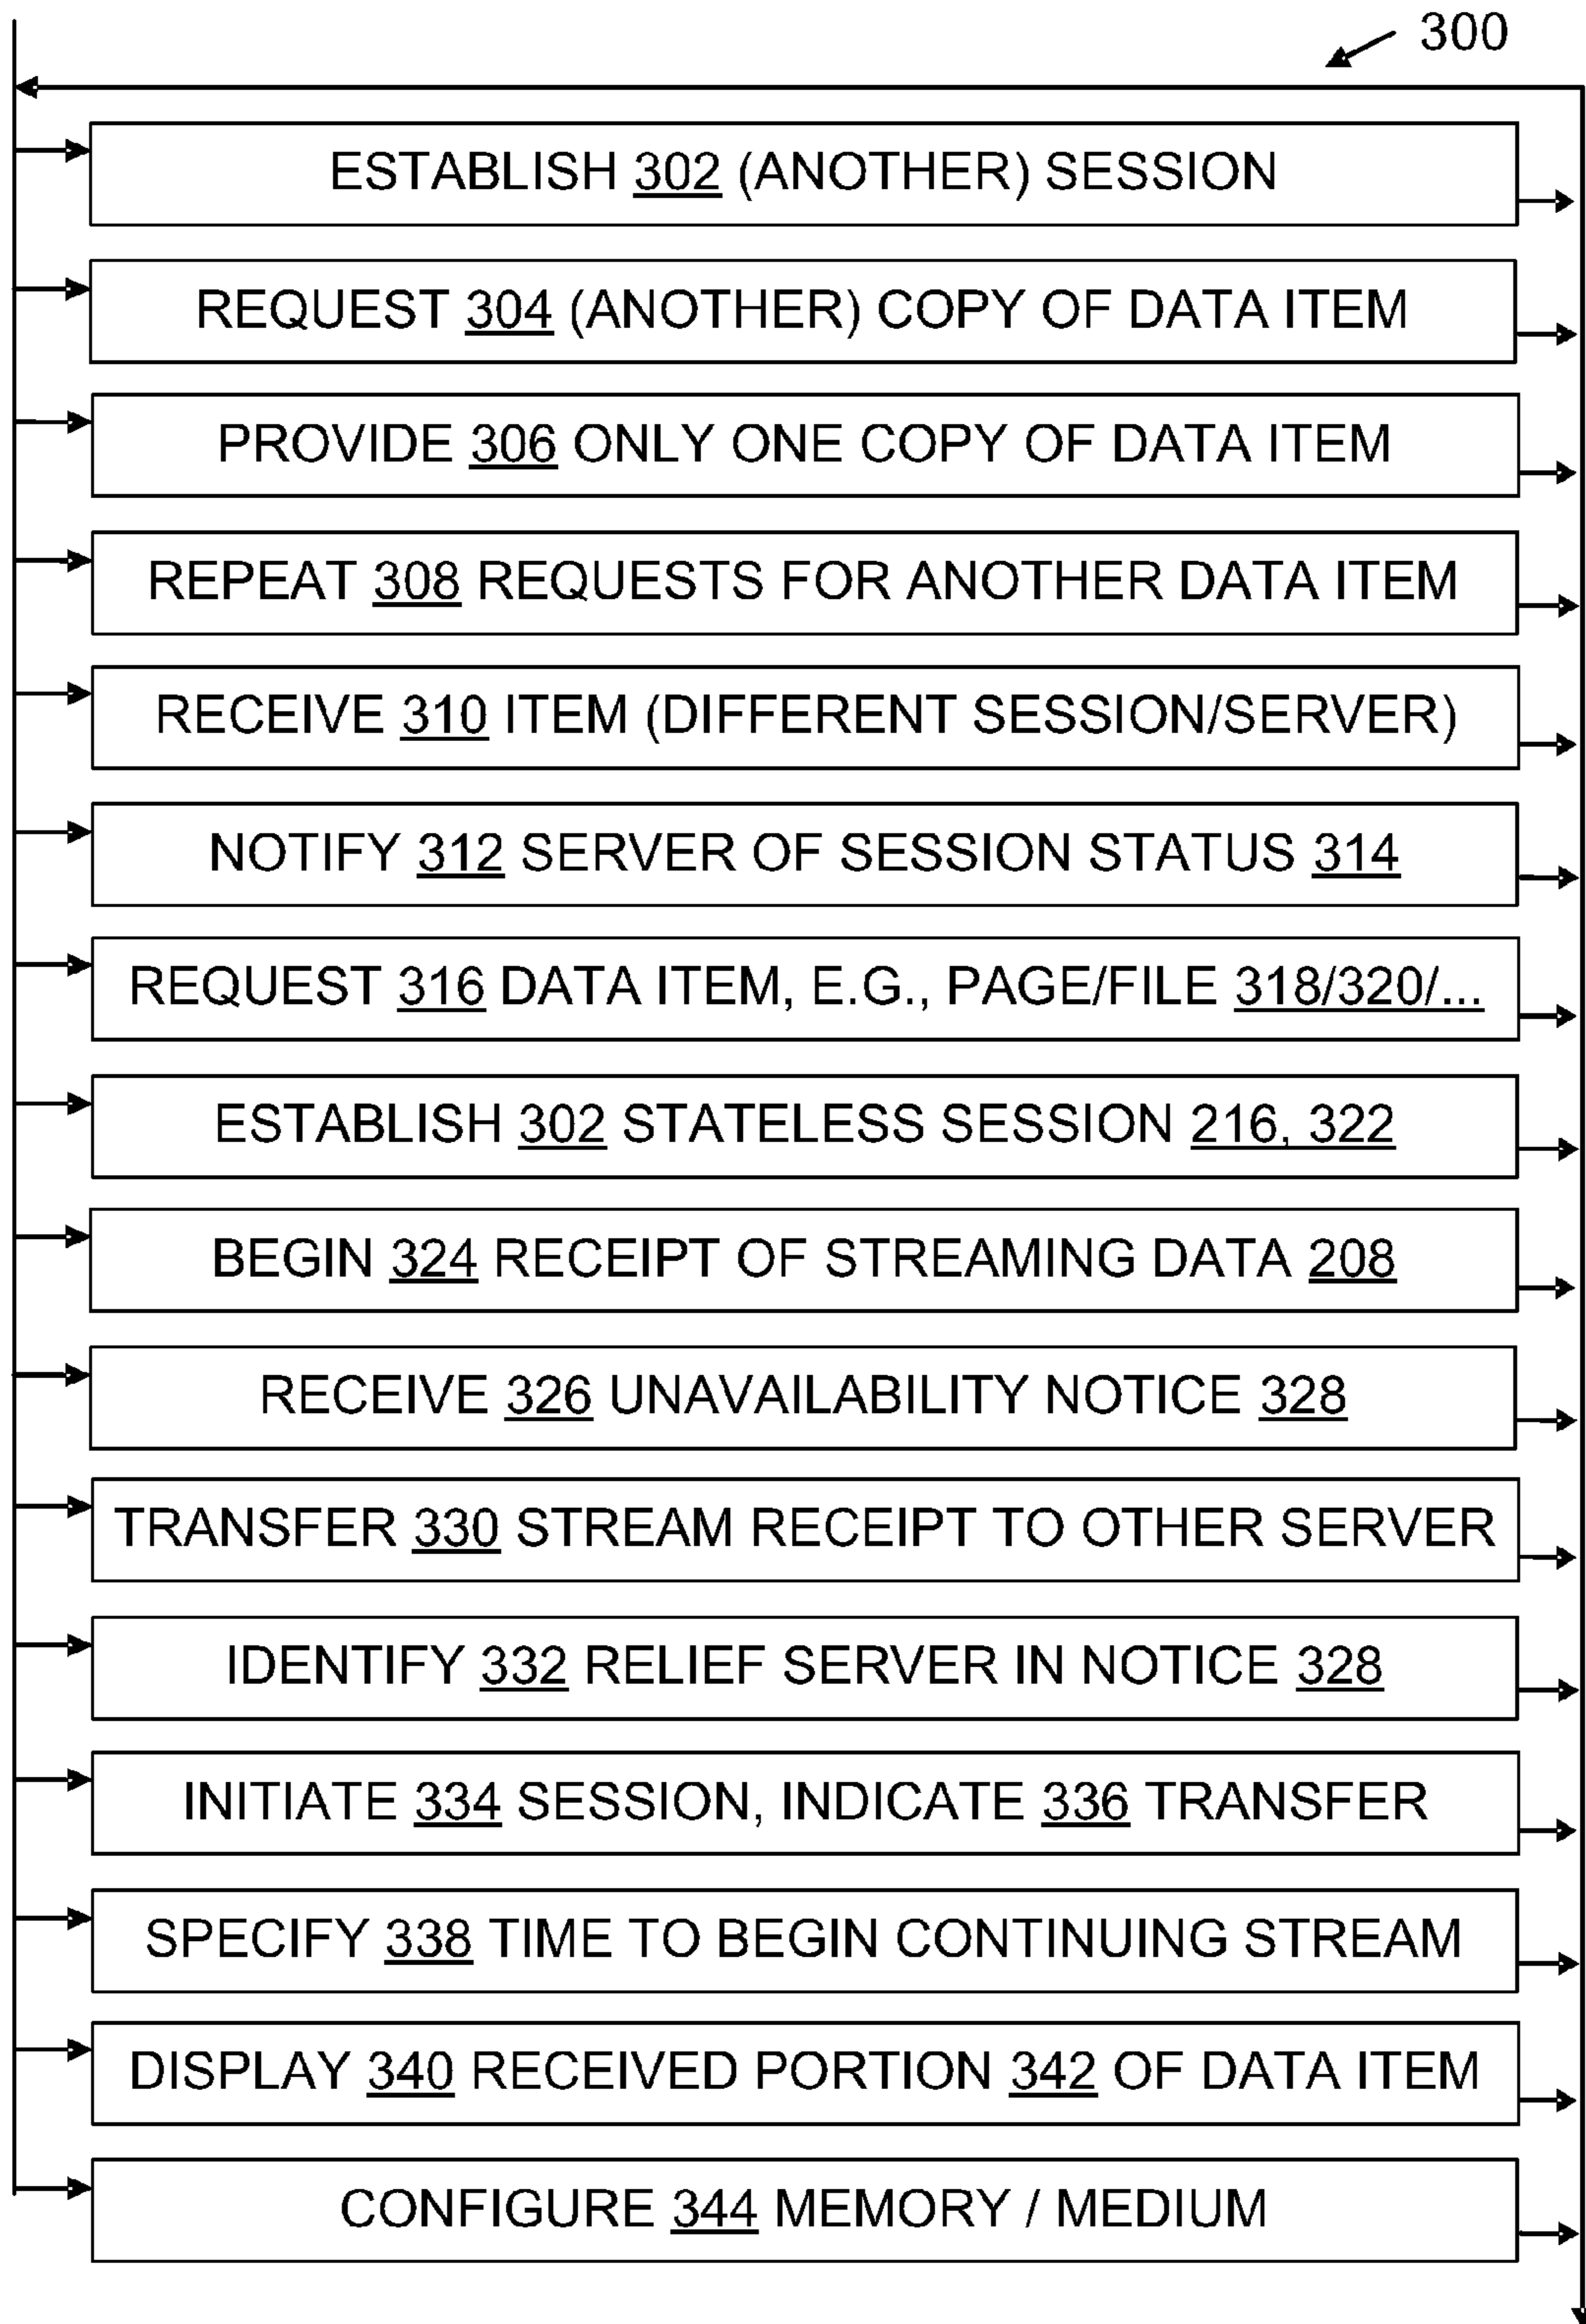 300
ESTABLISH 302 (ANOTHER) SESSION
REQUEST 304 (ANOTHER) COPY OF DATA ITEM
PROVIDE 306 ONLY ONE COPY OF DATA ITEM
REPEAT 308 REQUESTS FOR ANOTHER DATA ITEM
RECEIVE 310 ITEM (DIFFERENT SESSION/SERVER)
NOTIFY 312 SERVER OF SESSION STATUS 314
REQUEST 316 DATA ITEM, E.G., PAGE/FILE 318/320/...
ESTABLISH 302 STATELESS SESSION 216, 322
BEGIN 324 RECEIPT OF STREAMING DATA 208
RECEIVE 326 UNAVAILABILITY NOTICE 328
TRANSFER 330 STREAM RECEIPT TO OTHER SERVER
IDENTIFY 332 RELIEF SERVER IN NOTICE 328
INITIATE 334 SESSION, INDICATE 336 TRANSFER
SPECIFY 338 TIME TO BEGIN CONTINUING STREAM
DISPLAY 340 RECEIVED PORTION 342 OF DATA ITEM
CONFIGURE 344 MEMORY / MEDIUM